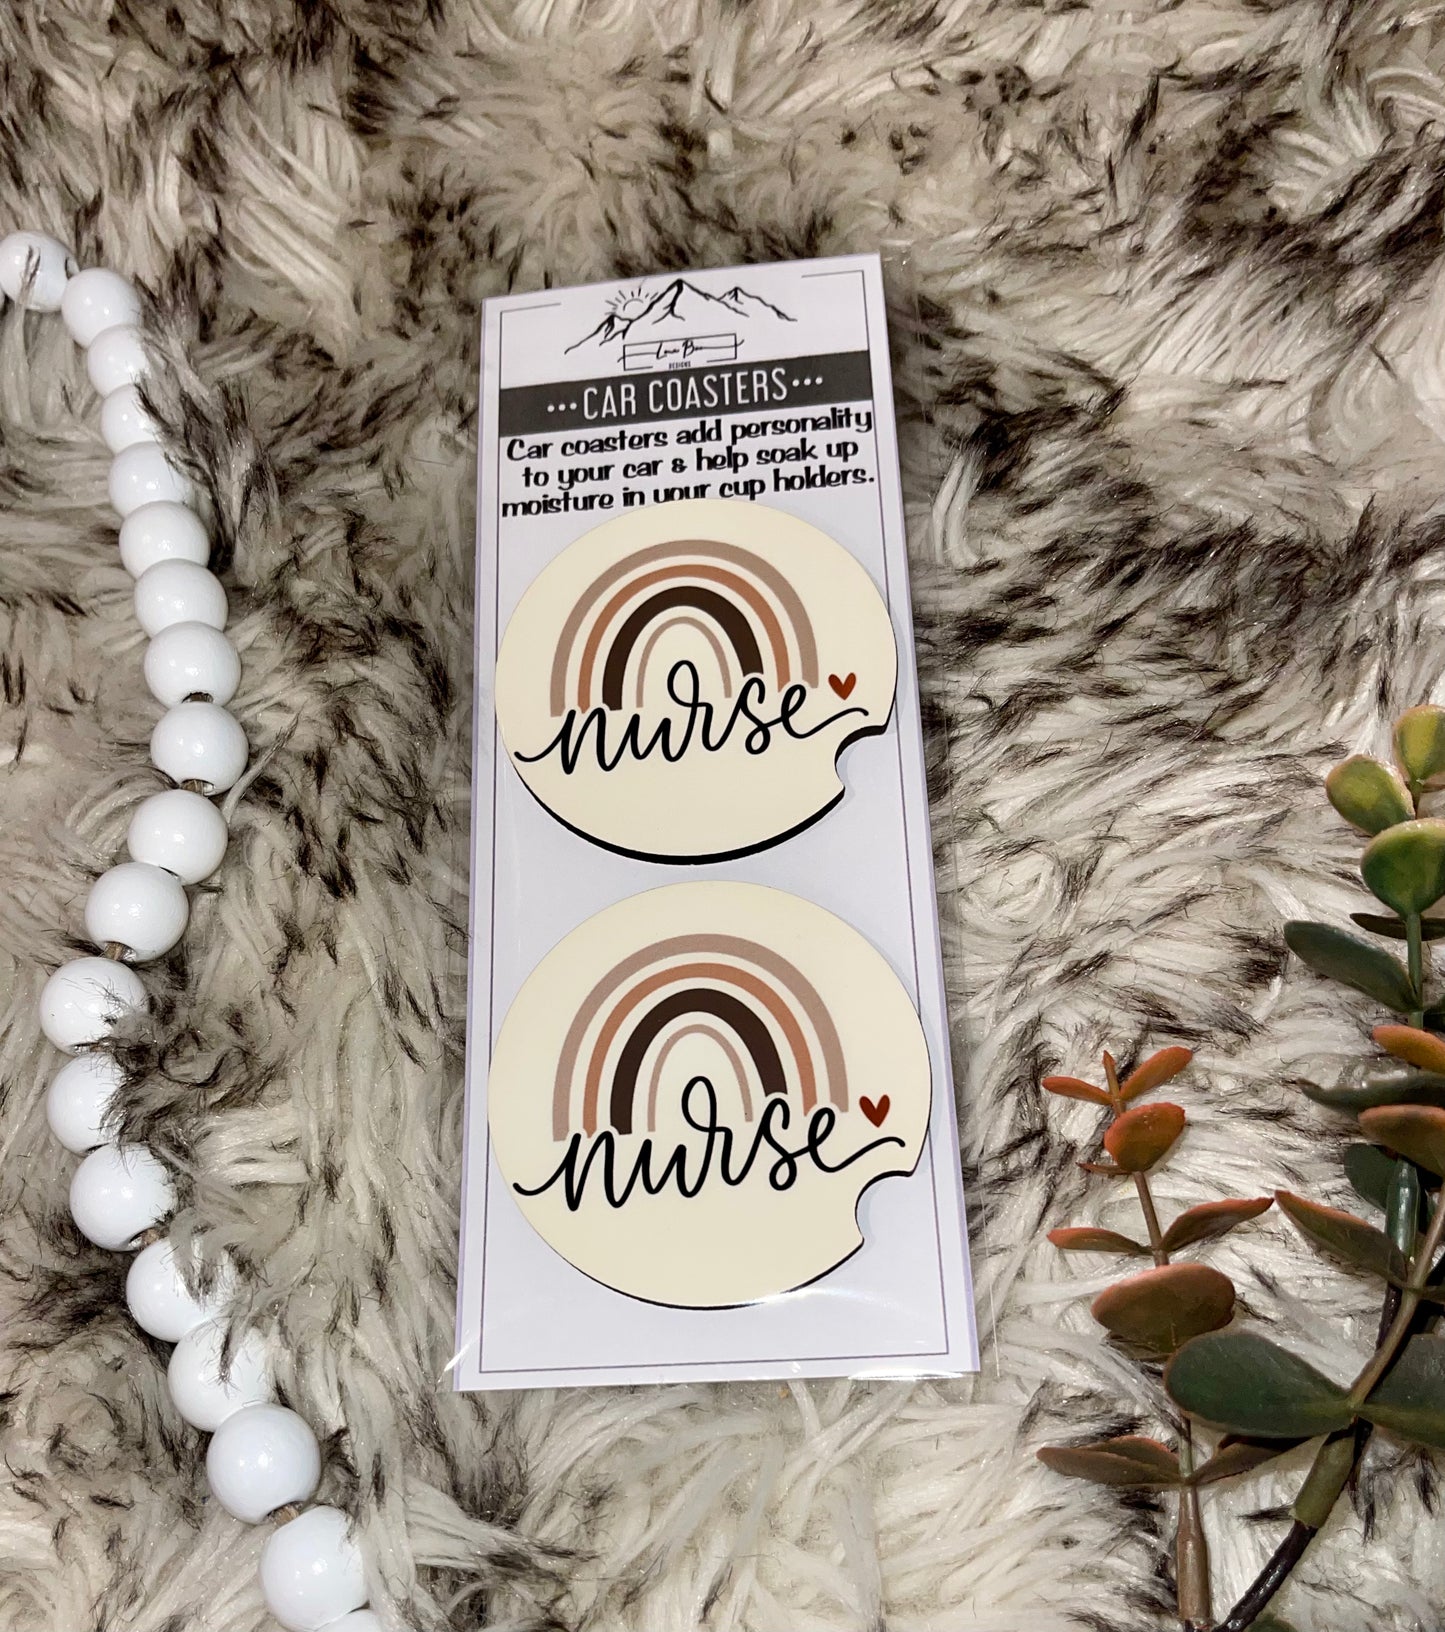 DESIGNS
•••CAR COASTERS•••
Car coasters add personality
to your car & help soak up
moisture in your cup holders.
nurse
nurse